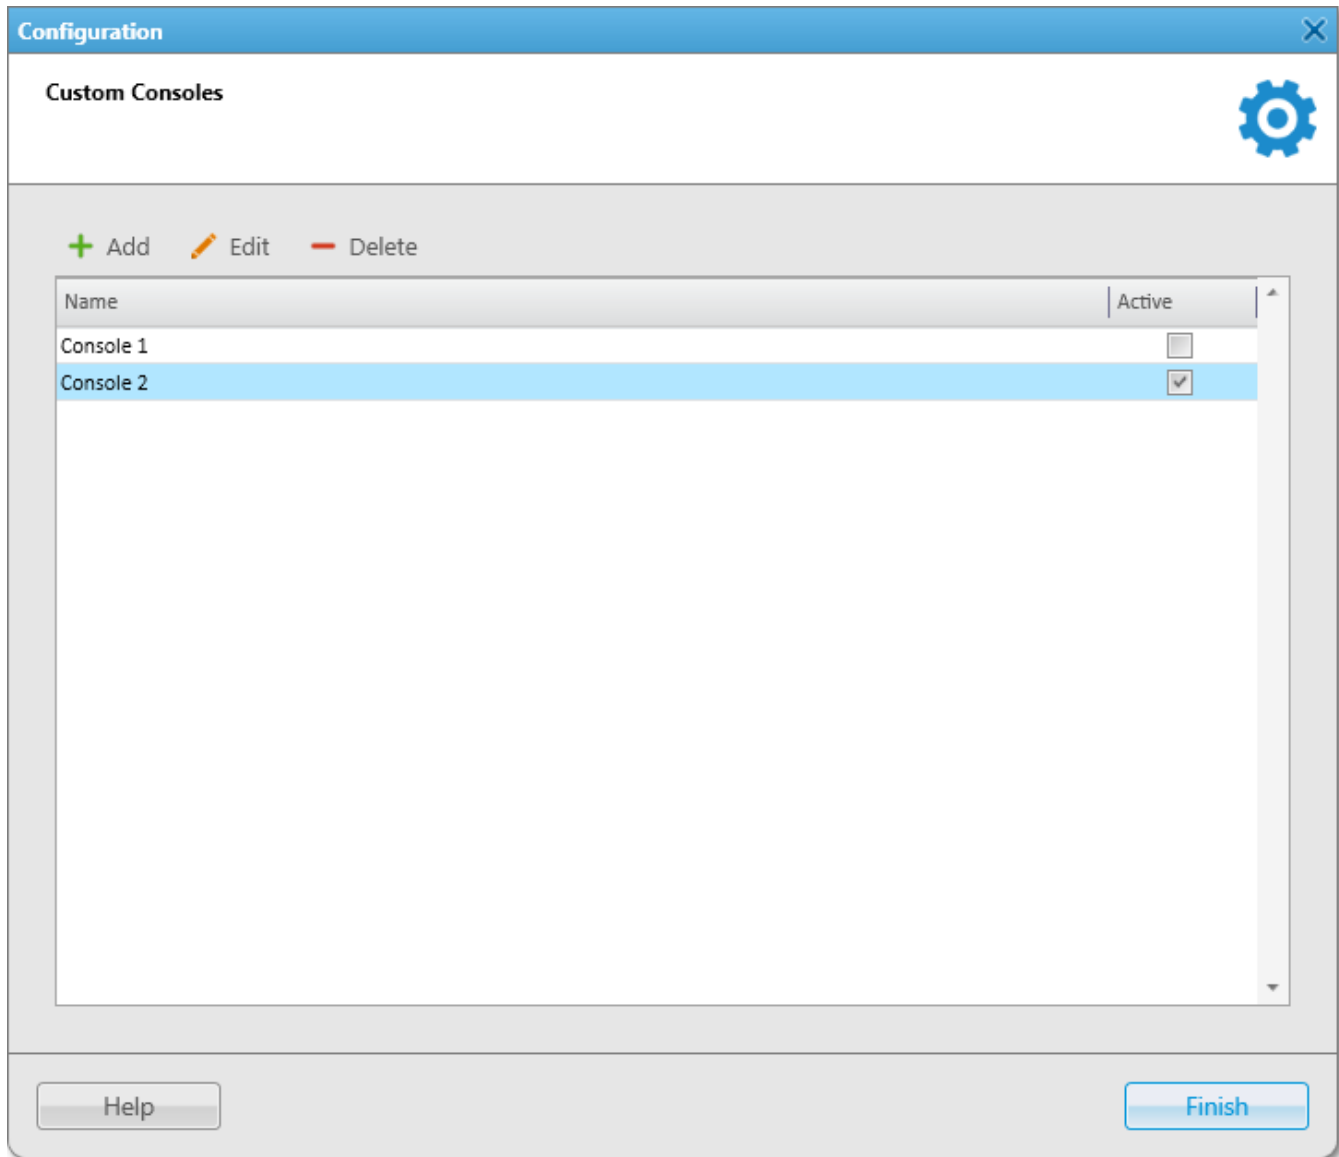 Configuration
Custom Consoles
Add Edit Delete
Name Active
Console 1
Console 2
Help Finish